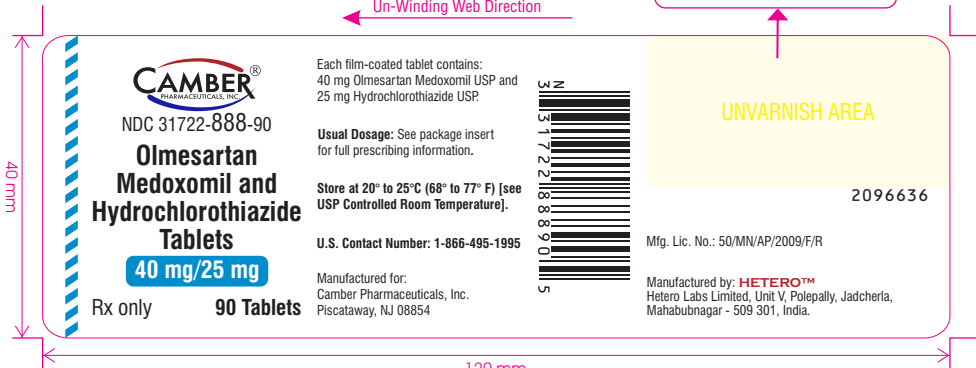 Un-Winding Web Direction
CAMBER®
PHARMACEUTICALS, INC.
NDC 31722-888-90
Olmesartan
Medoxomil and
Hydrochlorothiazide
Tablets
40 mg/25 mg
Rx only 90 Tablets
Each film-coated tablet contains:
40 mg Olmesartan Medoxomil USP and
25 mg Hydrochlorothiazide USP.
Usual Dosage: See package insert
for full prescribing information.
Store at 20° to 25°C (68° to 77° F) [see
USP Controlled Room Temperature].
U.S. Contact Number: 1-866-495-1995
Manufactured for:
Camber Pharmaceuticals, Inc.
Piscataway, NJ 08854
N
3 31722 88890 5
UNVARNISH AREA
2096636
Mfg. Lic. No.: 50/MN/AP/2009/F/R
Manufactured by: HETERO™
Hetero Labs Limited, Unit V, Polepally, Jadcherla,
Mahabubnagar - 509 301, India.
40 mm
120 mm